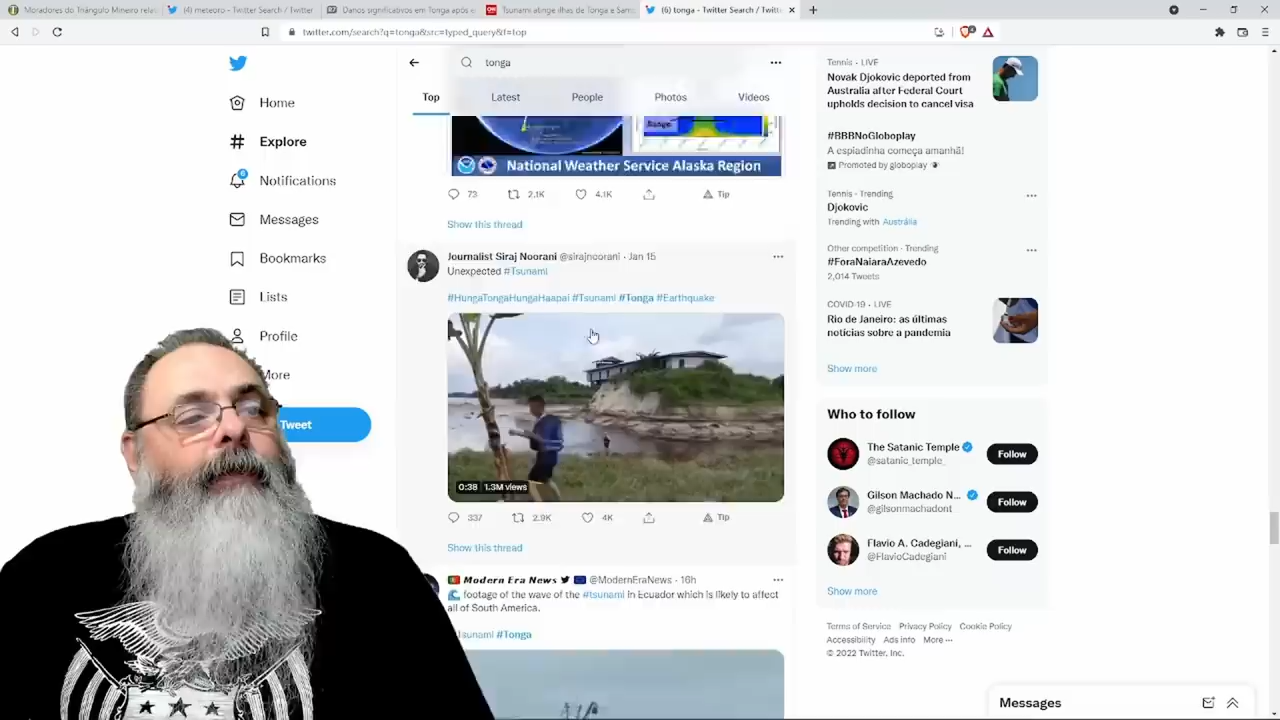 Moradores do Triângulo Mineiro relat
(4) meteoro - Twitter Search / Twitter
Danos significativos em Tonga após e
Tsunami atinge ilhas de Tonga e Sam
(6) tonga - Twitter Search / Twitte
twitter.com/search?q=tonga&src=typed_query&f=top
tonga
Top
Latest
People
Photos
Videos
Home
Explore
6
Notifications
Messages
Bookmarks
Lists
Profile
More
Tweet
Range:
National Weather Service Alaska Region
73
2.1K
4.1K
Tip
Show this thread
Journalist Siraj Noorani @sirajnoorani · Jan 15
Unexpected #Tsunami
#HungaTongaHungaHaapai #Tsunami #Tonga #Earthquake
0:38 1.3M views
337
2.9K
4K
Tip
Show this thread
Modern Era News @ModernEraNews · 16h
footage of the wave of the #tsunami in Ecuador which is likely to affect
all of South America.
sunami #Tonga
Tennis · LIVE
Novak Djokovic deported from
Australia after Federal Court
upholds decision to cancel visa
#BBBNoGloboplay
A espiadinha começa amanhã!
Promoted by globoplay
Tennis · Trending
Djokovic
Trending with Austrália
Other competition · Trending
#ForaNaiaraAzevedo
2,014 Tweets
COVID-19 · LIVE
Rio de Janeiro: as últimas
notícias sobre a pandemia
Show more
Who to follow
The Satanic Temple
@satanic_temple_
Follow
Gilson Machado N...
@gilsonmachadont
Follow
Flavio A. Cadegiani, ...
@FlavioCadegiani
Follow
Show more
Terms of Service Privacy Policy Cookie Policy
Accessibility Ads info More ···
© 2022 Twitter, Inc.
Messages